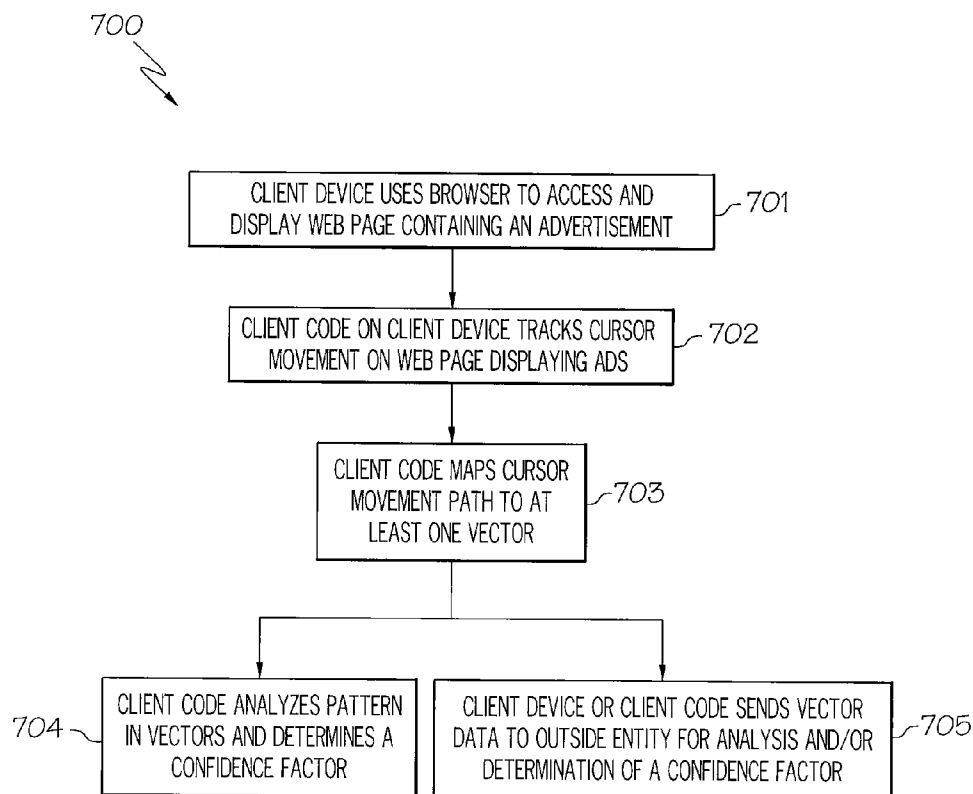 700
CLIENT DEVICE USES BROWSER TO ACCESS AND
DISPLAY WEB PAGE CONTAINING AN ADVERTISEMENT
701
CLIENT CODE ON CLIENT DEVICE TRACKS CURSOR
MOVEMENT ON WEB PAGE DISPLAYING ADS
702
CLIENT CODE MAPS CURSOR
MOVEMENT PATH TO AT
LEAST ONE VECTOR
703
704
CLIENT CODE ANALYZES PATTERN
IN VECTORS AND DETERMINES A
CONFIDENCE FACTOR
CLIENT DEVICE OR CLIENT CODE SENDS VECTOR
DATA TO OUTSIDE ENTITY FOR ANALYSIS AND/OR
DETERMINATION OF A CONFIDENCE FACTOR
705